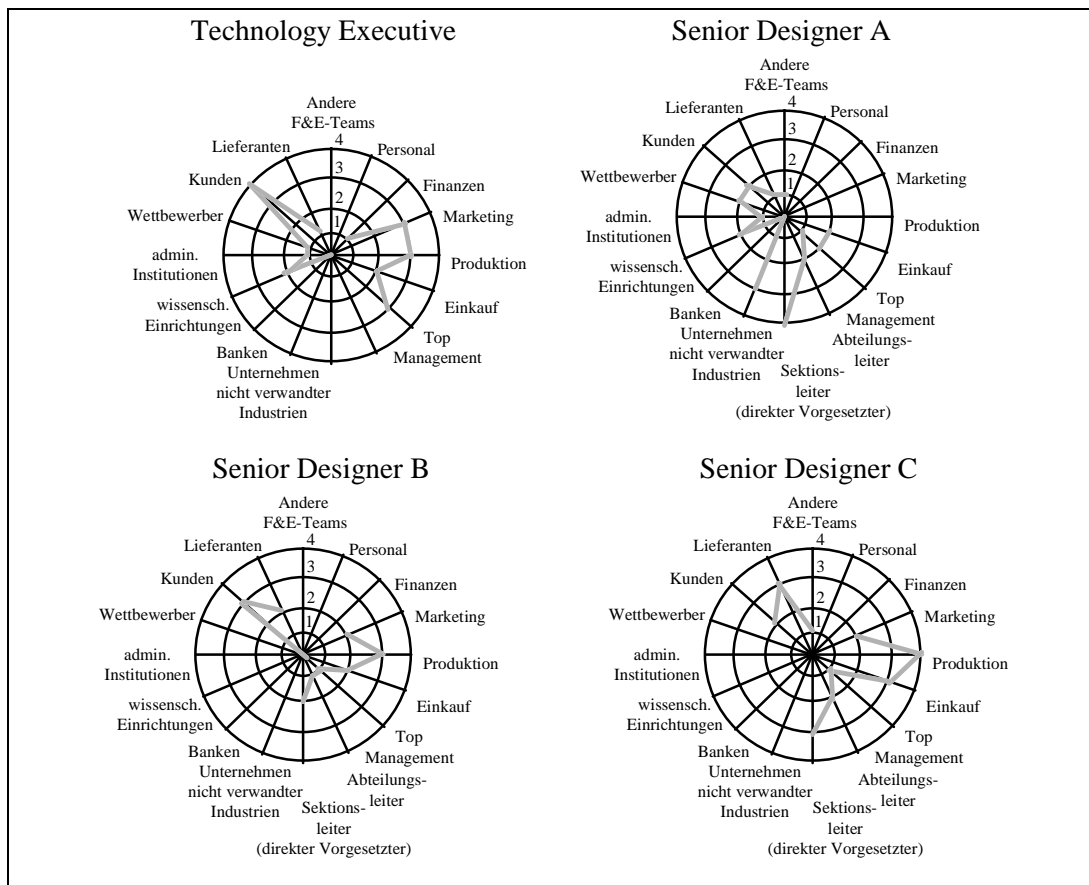 Technology Executive
Andere
F&E-Teams
4
3
2
1
Personal
Finanzen
Marketing
Produktion
Einkauf
Top
Management
Unternehmen
nicht verwandter
Industrien
Banken
wissensch.
Einrichtungen
admin.
Institutionen
Wettbewerber
Kunden
Lieferanten
Senior Designer A
Andere
F&E-Teams
4
3
2
1
Personal
Finanzen
Marketing
Produktion
Einkauf
Top
Management
Abteilungs-
leiter
Sektions-
leiter
(direkter Vorgesetzter)
Unternehmen
nicht verwandter
Industrien
Banken
wissensch.
Einrichtungen
admin.
Institutionen
Wettbewerber
Kunden
Lieferanten
Senior Designer B
Andere
F&E-Teams
4
3
2
1
Personal
Finanzen
Marketing
Produktion
Einkauf
Top
Management
Abteilungs-
leiter
Sektions-
leiter
(direkter Vorgesetzter)
Unternehmen
nicht verwandter
Industrien
Banken
wissensch.
Einrichtungen
admin.
Institutionen
Wettbewerber
Kunden
Lieferanten
Senior Designer C
Andere
F&E-Teams
4
3
2
1
Personal
Finanzen
Marketing
Produktion
Einkauf
Top
Management
Abteilungs-
leiter
Sektions-
leiter
(direkter Vorgesetzter)
Unternehmen
nicht verwandter
Industrien
Banken
wissensch.
Einrichtungen
admin.
Institutionen
Wettbewerber
Kunden
Lieferanten